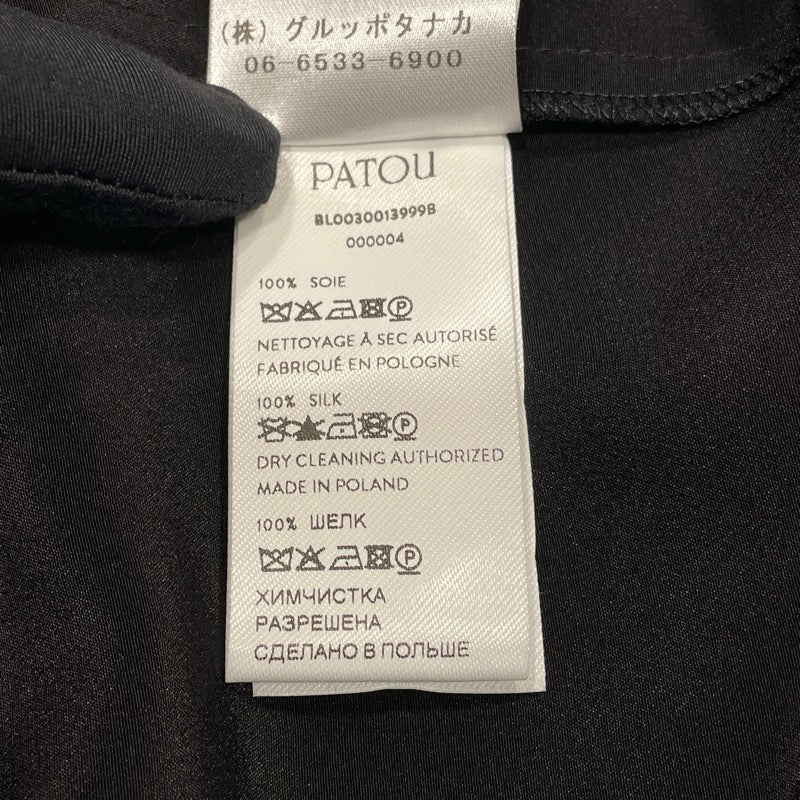 (株)グルッポタナカ
06-6533-6900
PATOU
BL0030013999B
000004
100% SOIE
NETTOYAGE À SEC AUTORISÉ
FABRIQUÉ EN POLOGNE
100% SILK
DRY CLEANING AUTHORIZED
MADE IN POLAND
100% ШЕЛК
ХИМЧИСТКА
РАЗРЕШЕНА
СДЕЛАНО В ПОЛЬШЕ